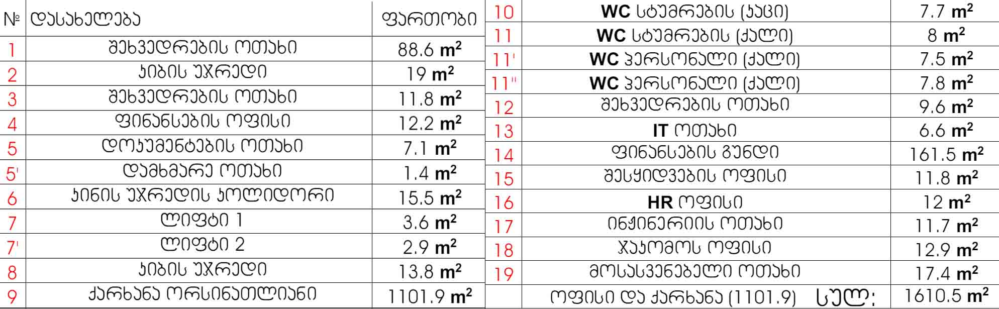 № დასახელება ფართობი
1 შეხვედრების ოთახი 88.6 m²
2 კიბის უჯრედი 19 m²
3 შეხვედრების ოთახი 11.8 m²
4 ფინანსების ოფისი 12.2 m²
5 დოკუმენტების ოთახი 7.1 m²
5' დამხმარე ოთახი 1.4 m²
6 კინის უჯრედის კოლიდორი 15.5 m²
7 ლიფტი 1 3.6 m²
7' ლიფტი 2 2.9 m²
8 კიბის უჯრედი 13.8 m²
9 ქარხანა ორსინათლიანი 1101.9 m²
10 WC სტუმრების (კაცი) 7.7 m²
11 WC სტუმრების (ქალი) 8 m²
11' WC პერსონალი (ქალი) 7.5 m²
11" WC პერსონალი (ქალი) 7.8 m²
12 შეხვედრების ოთახი 9.6 m²
13 IT ოთახი 6.6 m²
14 ფინანსების გუნდი 161.5 m²
15 შესყიდვების ოფისი 11.8 m²
16 HR ოფისი 12 m²
17 ინჟინერიის ოთახი 11.7 m²
18 ჯაკომოს ოფისი 12.9 m²
19 მოსასვენებელი ოთახი 17.4 m²
ოფისი და ქარხანა (1101.9) სულ: 1610.5 m²